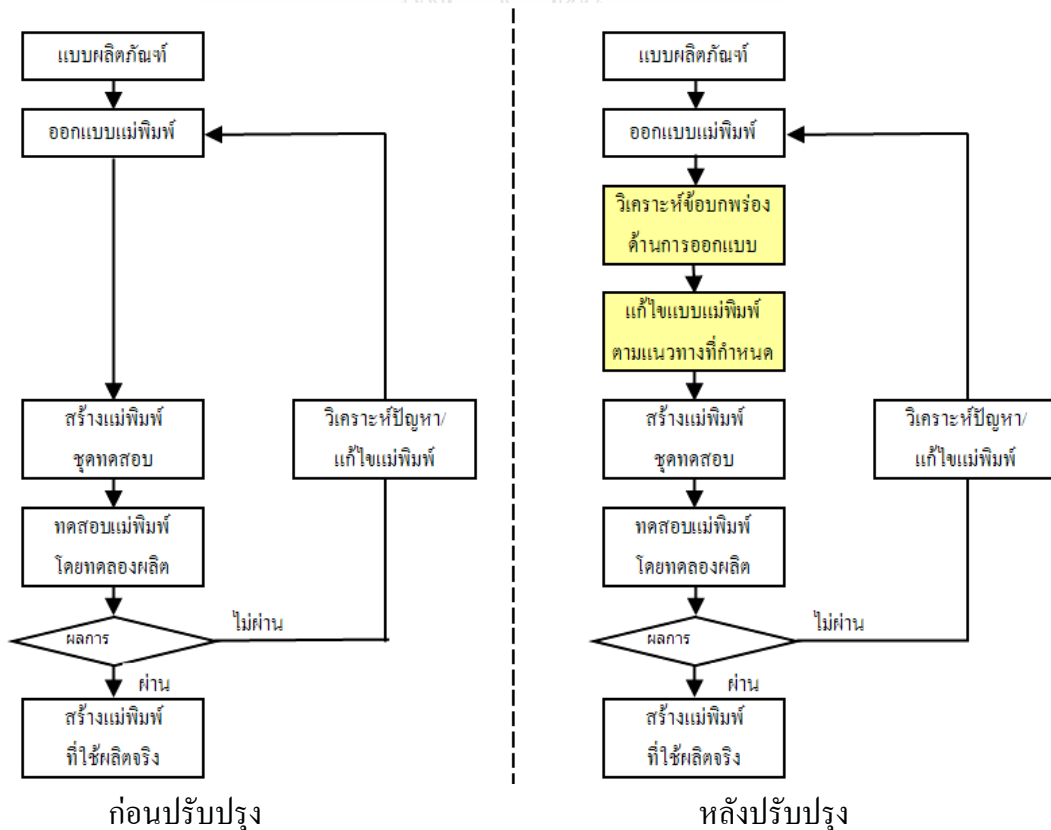 แบบผลิตภัณฑ์
ออกแบบแม่พิมพ์
สร้างแม่พิมพ์
ชุดทดสอบ
วิเคราะห์ปัญหา/
แก้ไขแม่พิมพ์
ทดสอบแม่พิมพ์
โดยทดลองผลิต
ผลการ
ไม่ผ่าน
ผ่าน
สร้างแม่พิมพ์
ที่ใช้ผลิตจริง
ก่อนปรับปรุง
แบบผลิตภัณฑ์
ออกแบบแม่พิมพ์
วิเคราะห์ข้อบกพร่อง
ด้านการออกแบบ
แก้ไขแบบแม่พิมพ์
ตามแนวทางที่กำหนด
สร้างแม่พิมพ์
ชุดทดสอบ
วิเคราะห์ปัญหา/
แก้ไขแม่พิมพ์
ทดสอบแม่พิมพ์
โดยทดลองผลิต
ผลการ
ไม่ผ่าน
ผ่าน
สร้างแม่พิมพ์
ที่ใช้ผลิตจริง
หลังปรับปรุง